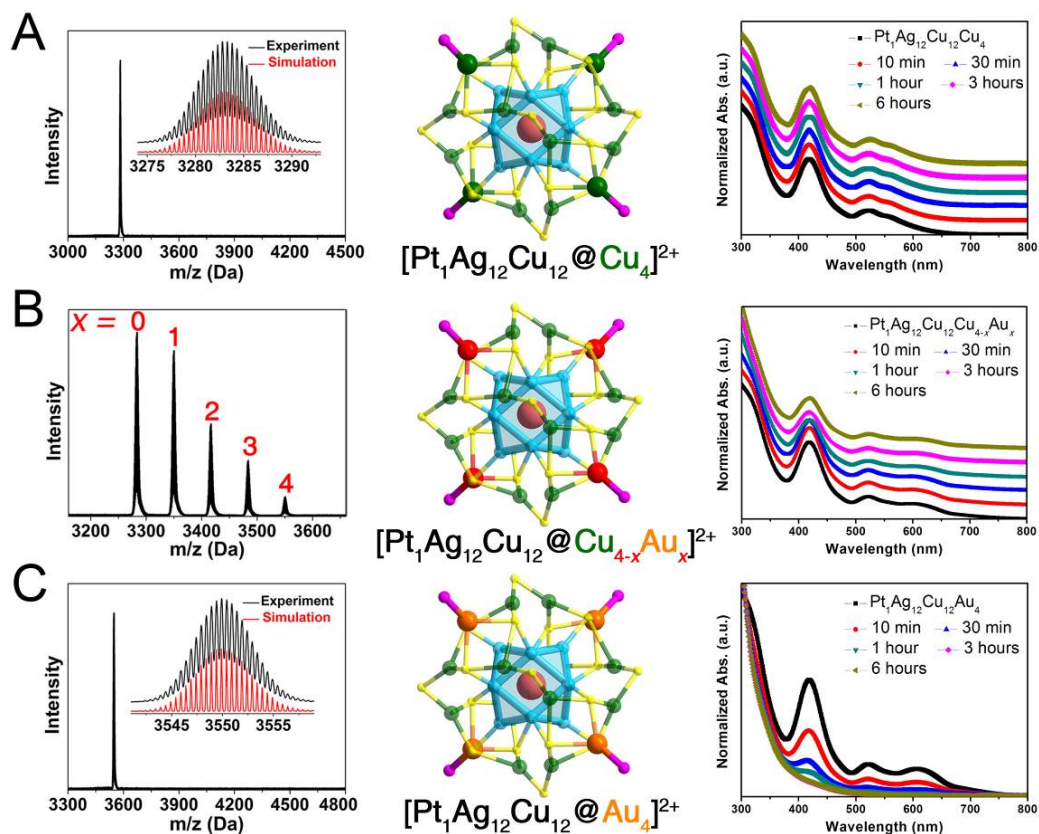 A
Intensity
Experiment
Simulation
3275 3280 3285 3290
3000 3300 3600 3900 4200 4500
m/z (Da)
[Pt₁Ag₁₂Cu₁₂@Cu₄]²⁺
Normalized Abs. (a.u.)
Pt₁Ag₁₂Cu₁₂Cu₄
10 min 30 min
1 hour 3 hours
6 hours
300 400 500 600 700 800
Wavelength (nm)
B
Intensity
x = 0
1
2
3
4
3200 3300 3400 3500 3600
m/z (Da)
[Pt₁Ag₁₂Cu₁₂@Cu₄₋ₓAuₓ]²⁺
Normalized Abs. (a.u.)
Pt₁Ag₁₂Cu₁₂Cu₄₋ₓAuₓ
10 min 30 min
1 hour 3 hours
6 hours
300 400 500 600 700 800
Wavelength (nm)
C
Intensity
Experiment
Simulation
3545 3550 3555
3300 3600 3900 4200 4500 4800
m/z (Da)
[Pt₁Ag₁₂Cu₁₂@Au₄]²⁺
Normalized Abs. (a.u.)
Pt₁Ag₁₂Cu₁₂Au₄
10 min 30 min
1 hour 3 hours
6 hours
300 400 500 600 700 800
Wavelength (nm)